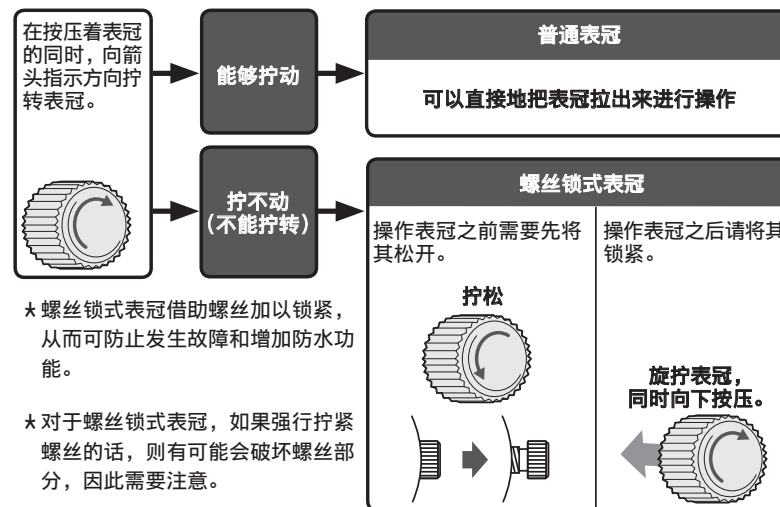 在按压着表冠
的同时，向箭
头指示方向拧
转表冠。
能够拧动
普通表冠
可以直接地把表冠拉出来进行操作
拧不动
(不能拧转)
螺丝锁式表冠
操作表冠之前需要先将
其松开。
拧松
操作表冠之后请将其
锁紧。
旋拧表冠，
同时向下按压。
*螺丝锁式表冠借助螺丝加以锁紧，
从而可防止发生故障和增加防水功
能。
*对于螺丝锁式表冠，如果强行拧紧
螺丝的话，则有可能会破坏螺丝部
分，因此需要注意。